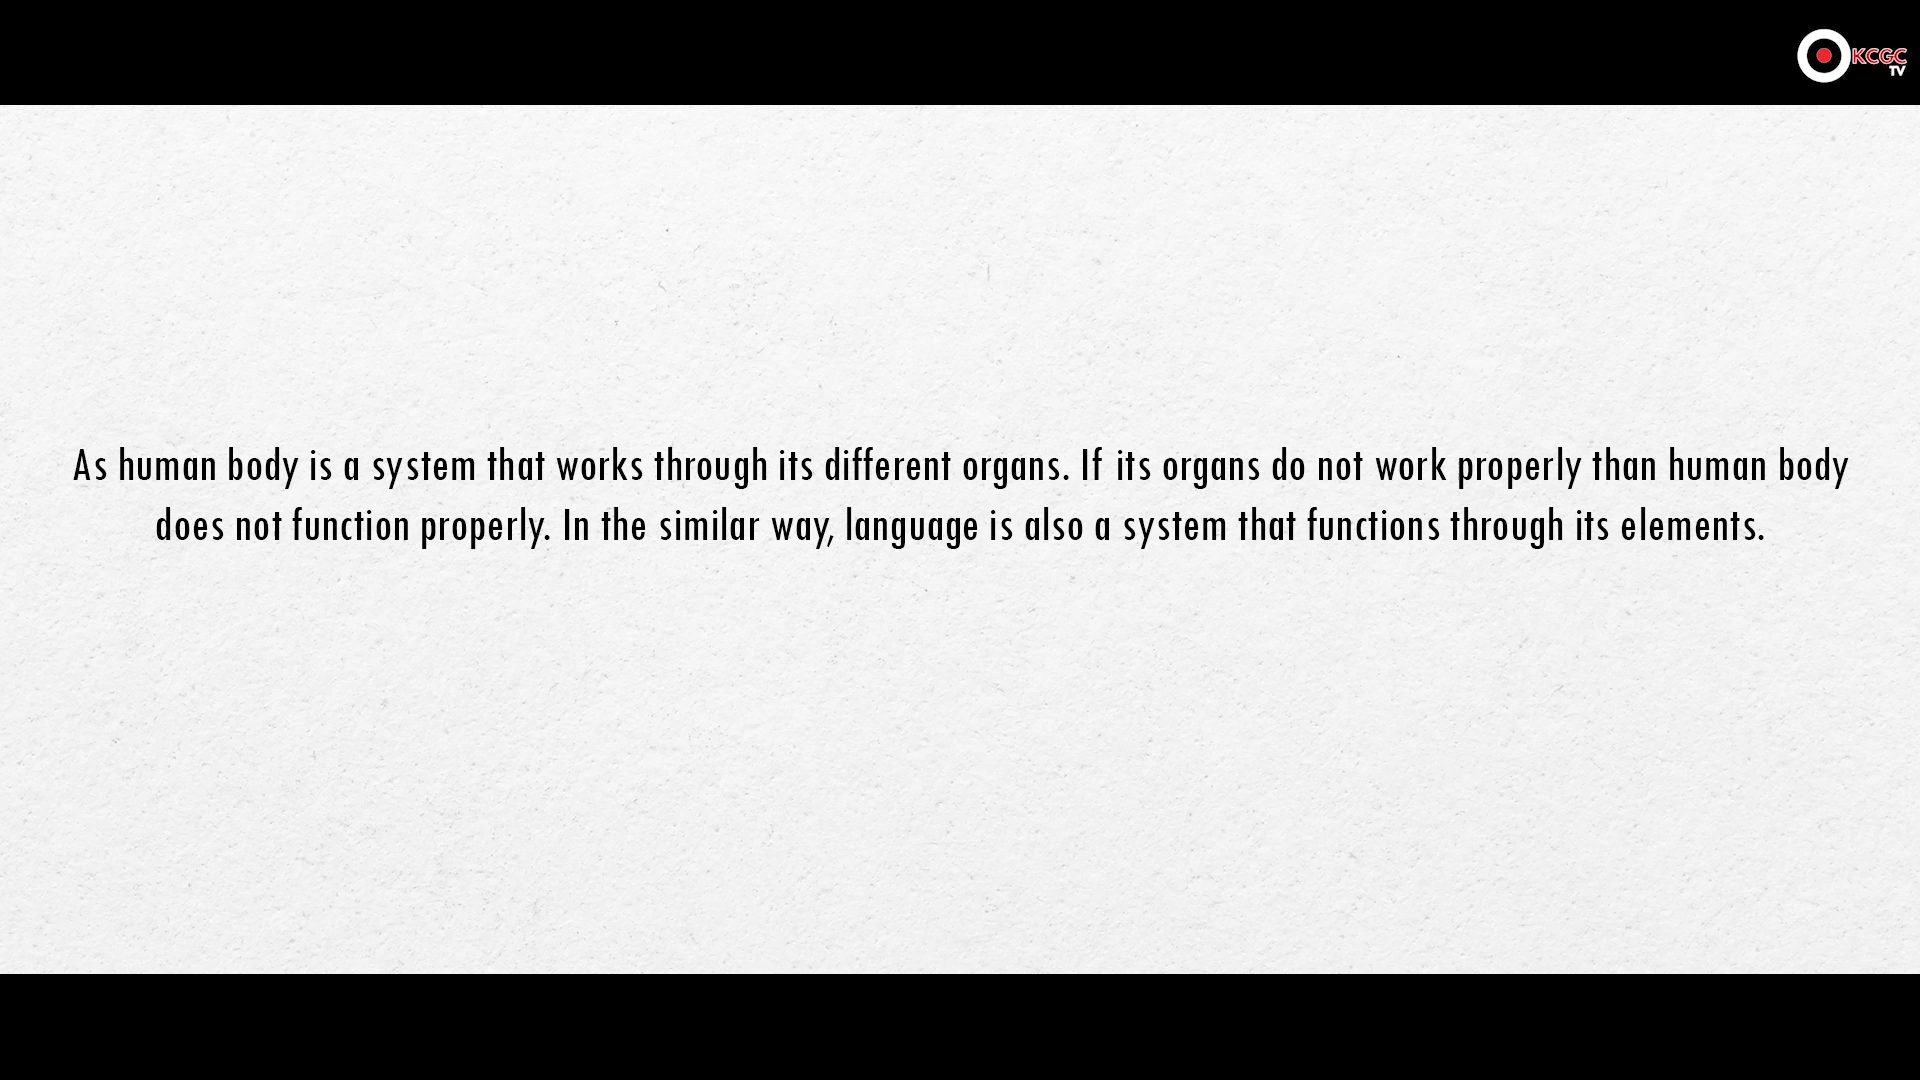 KCGC
TV
As human body is a system that works through its different organs. If its organs do not work properly than human body
does not function properly. In the similar way, language is also a system that functions through its elements.